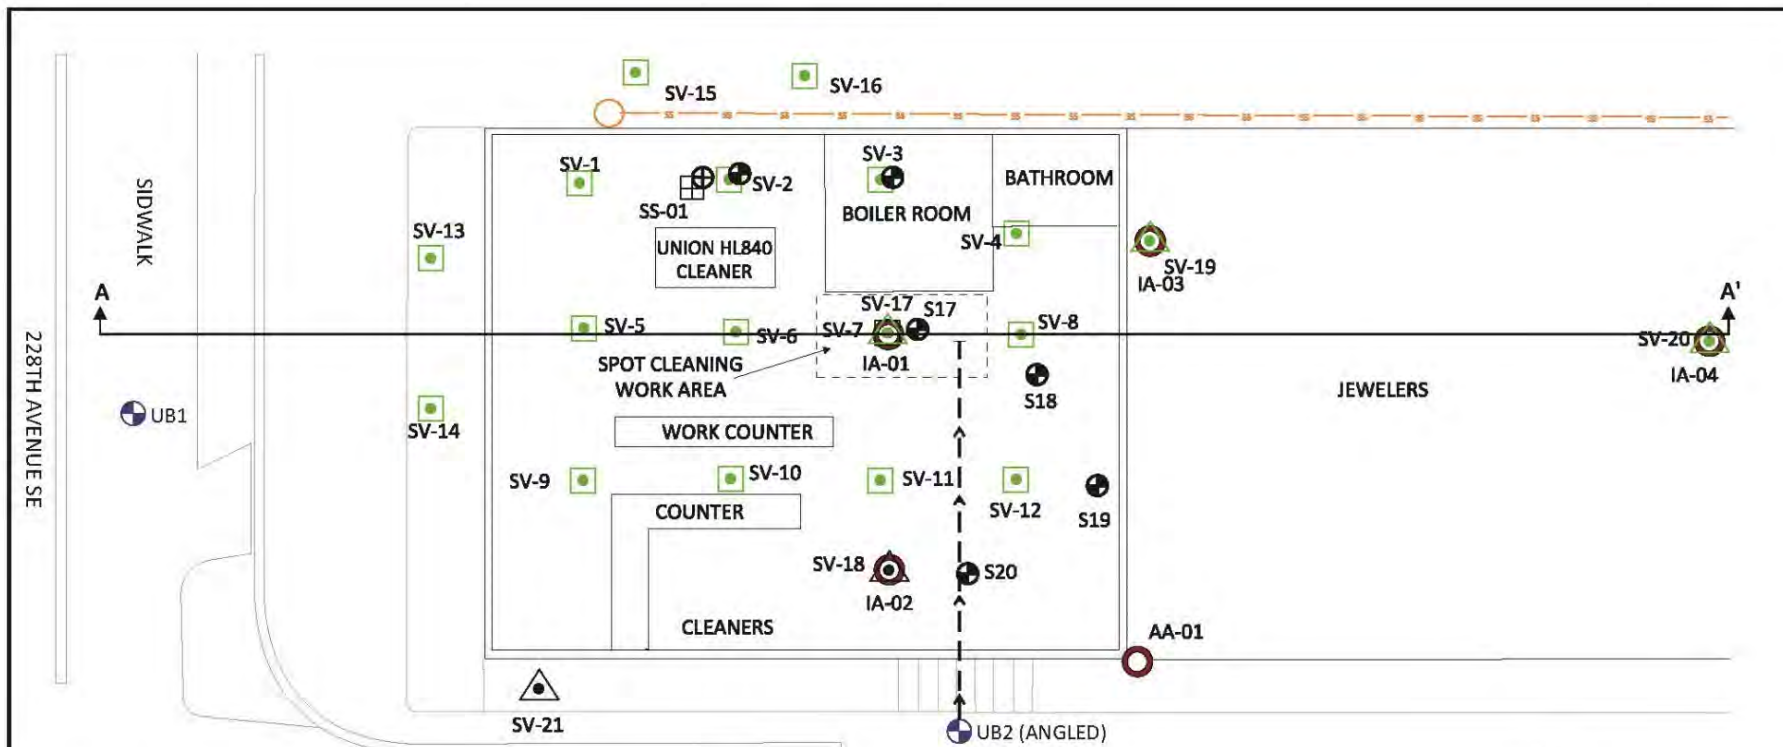 SV-15
SV-16
SV-1
SV-2
SV-3
BATHROOM
SS-01
BOILER ROOM
SIDWALK
SV-13
UNION HL840
CLEANER
SV-4
SV-19
IA-03
A
A'
SV-5
SV-6
SV-17
SV-7
S17
SV-8
SV-20
IA-01
IA-04
SPOT CLEANING
WORK AREA
S18
JEWELERS
228TH AVENUE SE
UB1
SV-14
WORK COUNTER
SV-9
SV-10
SV-11
SV-12
S19
COUNTER
SV-18
S20
IA-02
CLEANERS
AA-01
SV-21
UB2 (ANGLED)